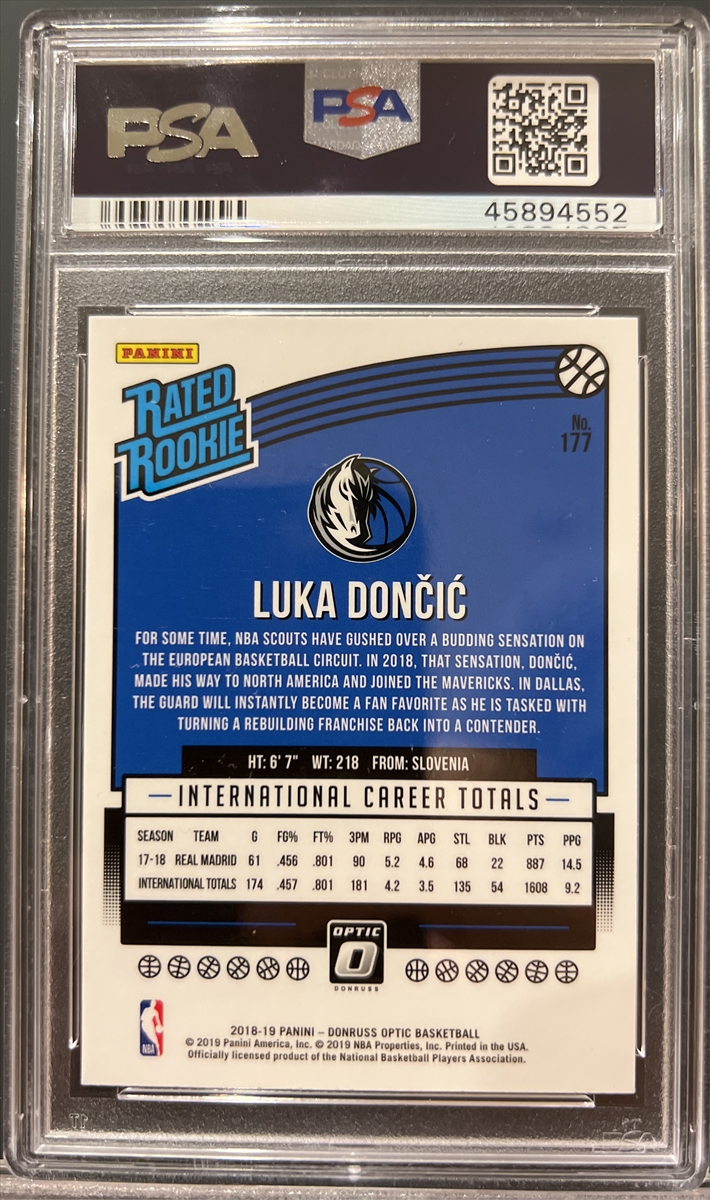 PSA
PSA
45894552
PANINI
RATED
ROOKIE
No.
177
LUKA DONČIĆ
FOR SOME TIME, NBA SCOUTS HAVE GUSHED OVER A BUDDING SENSATION ON
THE EUROPEAN BASKETBALL CIRCUIT. IN 2018, THAT SENSATION, DONČIĆ,
MADE HIS WAY TO NORTH AMERICA AND JOINED THE MAVERICKS. IN DALLAS,
THE GUARD WILL INSTANTLY BECOME A FAN FAVORITE AS HE IS TASKED WITH
TURNING A REBUILDING FRANCHISE BACK INTO A CONTENDER.
HT: 6' 7" WT: 218 FROM: SLOVENIA
INTERNATIONAL CAREER TOTALS
SEASON TEAM G FG% FT% 3PM RPG APG STL BLK PTS PPG
17-18 REAL MADRID 61 .456 .801 90 5.2 4.6 68 22 887 14.5
INTERNATIONAL TOTALS 174 .457 .801 181 4.2 3.5 135 54 1608 9.2
OPTIC
O
DONRUSS
NBA
2018-19 PANINI – DONRUSS OPTIC BASKETBALL
© 2019 Panini America, Inc. © 2019 NBA Properties, Inc. Printed in the USA.
Officially licensed product of the National Basketball Players Association.